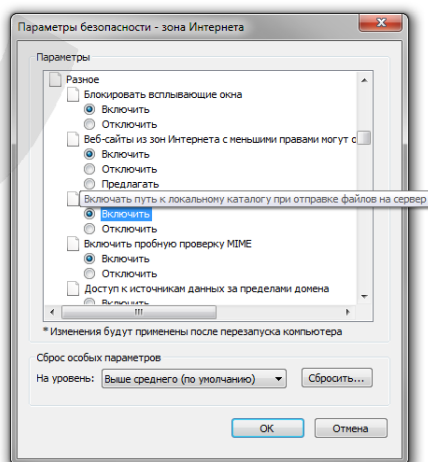 Параметры безопасности - зона Интернета
Параметры
Разное
Блокировать всплывающие окна
Включить
Отключить
Веб-сайты из зон Интернета с меньшими правами могут о
Включить
Отключить
Предлагать
Включать путь к локальному каталогу при отправке файлов на сервер
Включить
Отключить
Включить пробную проверку MIME
Включить
Отключить
Доступ к источникам данных за пределами домена
Включить
*Изменения будут применены после перезапуска компьютера
Сброс особых параметров
На уровень: Выше среднего (по умолчанию) Сбросить...
ОК Отмена